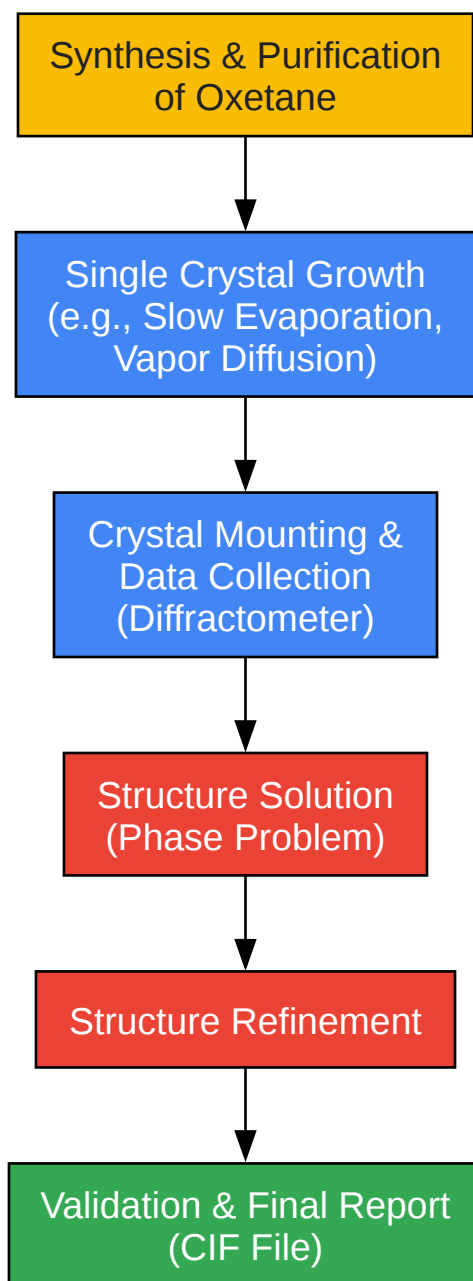 Synthesis & Purification
of Oxetane
Single Crystal Growth
(e.g., Slow Evaporation,
Vapor Diffusion)
Crystal Mounting &
Data Collection
(Diffractometer)
Structure Solution
(Phase Problem)
Structure Refinement
Validation & Final Report
(CIF File)